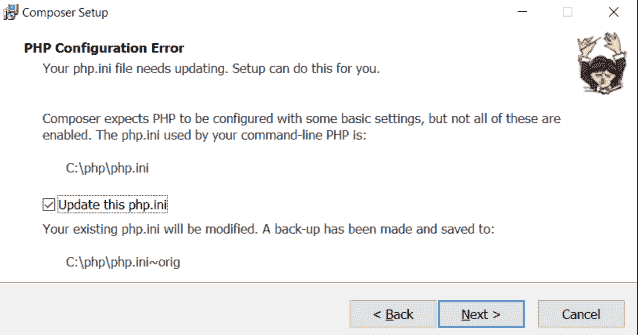 Composer Setup
PHP Configuration Error
Your php.ini file needs updating. Setup can do this for you.
Composer expects PHP to be configured with some basic settings, but not all of these are
enabled. The php.ini used by your command-line PHP is:
C:\php\php.ini
Update this php.ini
Your existing php.ini will be modified. A back-up has been made and saved to:
C:\php\php.ini~orig
< Back
Next >
Cancel